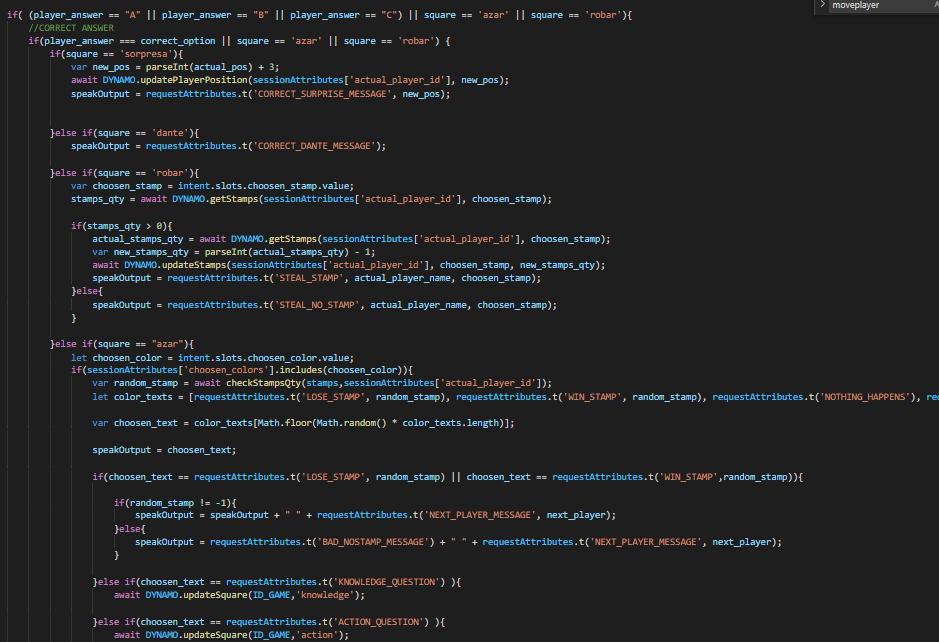 moveplayer
if( (player_answer == "A" || player_answer == "B" || player_answer == "C") || square == 'azar' || square == 'robar'){
//CORRECT ANSWER
if(player_answer === correct_option || square == 'azar' || square == 'robar') {
if(square == 'sorpresa'){
var new_pos = parseInt(actual_pos) + 3;
await DYNAMO.updatePlayerPosition(sessionAttributes['actual_player_id'], new_pos);
speakOutput = requestAttributes.t('CORRECT_SURPRISE_MESSAGE', new_pos);
}else if(square == 'dante'){
speakOutput = requestAttributes.t('CORRECT_DANTE_MESSAGE');
}else if(square == 'robar'){
var choosen_stamp = intent.slots.choosen_stamp.value;
stamps_qty = await DYNAMO.getStamps(sessionAttributes['actual_player_id'], choosen_stamp);
if(stamps_qty > 0){
actual_stamps_qty = await DYNAMO.getStamps(sessionAttributes['actual_player_id'], choosen_stamp);
var new_stamps_qty = parseInt(actual_stamps_qty) - 1;
await DYNAMO.updateStamps(sessionAttributes['actual_player_id'], choosen_stamp, new_stamps_qty);
speakOutput = requestAttributes.t('STEAL_STAMP', actual_player_name, choosen_stamp);
}else{
speakOutput = requestAttributes.t('STEAL_NO_STAMP', actual_player_name, choosen_stamp);
}
}else if(square == "azar"){
let choosen_color = intent.slots.choosen_color.value;
if(sessionAttributes['choosen_colors'].includes(choosen_color)){
var random_stamp = await checkStampsQty(stamps,sessionAttributes['actual_player_id']);
let color_texts = [requestAttributes.t('LOSE_STAMP', random_stamp), requestAttributes.t('WIN_STAMP', random_stamp), requestAttributes.t('NOTHING_HAPPENS'),
var choosen_text = color_texts[Math.floor(Math.random() * color_texts.length)];
speakOutput = choosen_text;
if(choosen_text == requestAttributes.t('LOSE_STAMP', random_stamp) || choosen_text == requestAttributes.t('WIN_STAMP',random_stamp)){
if(random_stamp != -1){
speakOutput = speakOutput + " " + requestAttributes.t('NEXT_PLAYER_MESSAGE', next_player);
}else{
speakOutput = requestAttributes.t('BAD_NOSTAMP_MESSAGE') + " " + requestAttributes.t('NEXT_PLAYER_MESSAGE', next_player);
}
}else if(choosen_text == requestAttributes.t('KNOWLEDGE_QUESTION') ){
await DYNAMO.updateSquare(ID_GAME,'knowledge');
}else if(choosen_text == requestAttributes.t('ACTION_QUESTION') ){
await DYNAMO.updateSquare(ID_GAME,'action');